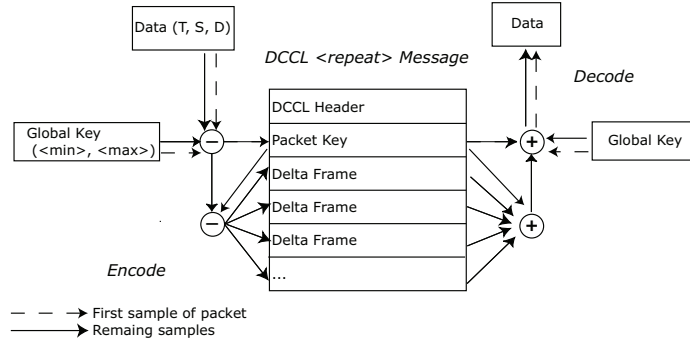 Data (T, S, D)
Data
DCCL <repeat> Message
Decode
DCCL Header
Global Key
(<min>, <max>)
−
Packet Key
+
Global Key
Delta Frame
Delta Frame
−
+
Delta Frame
Encode
...
First sample of packet
Remaing samples